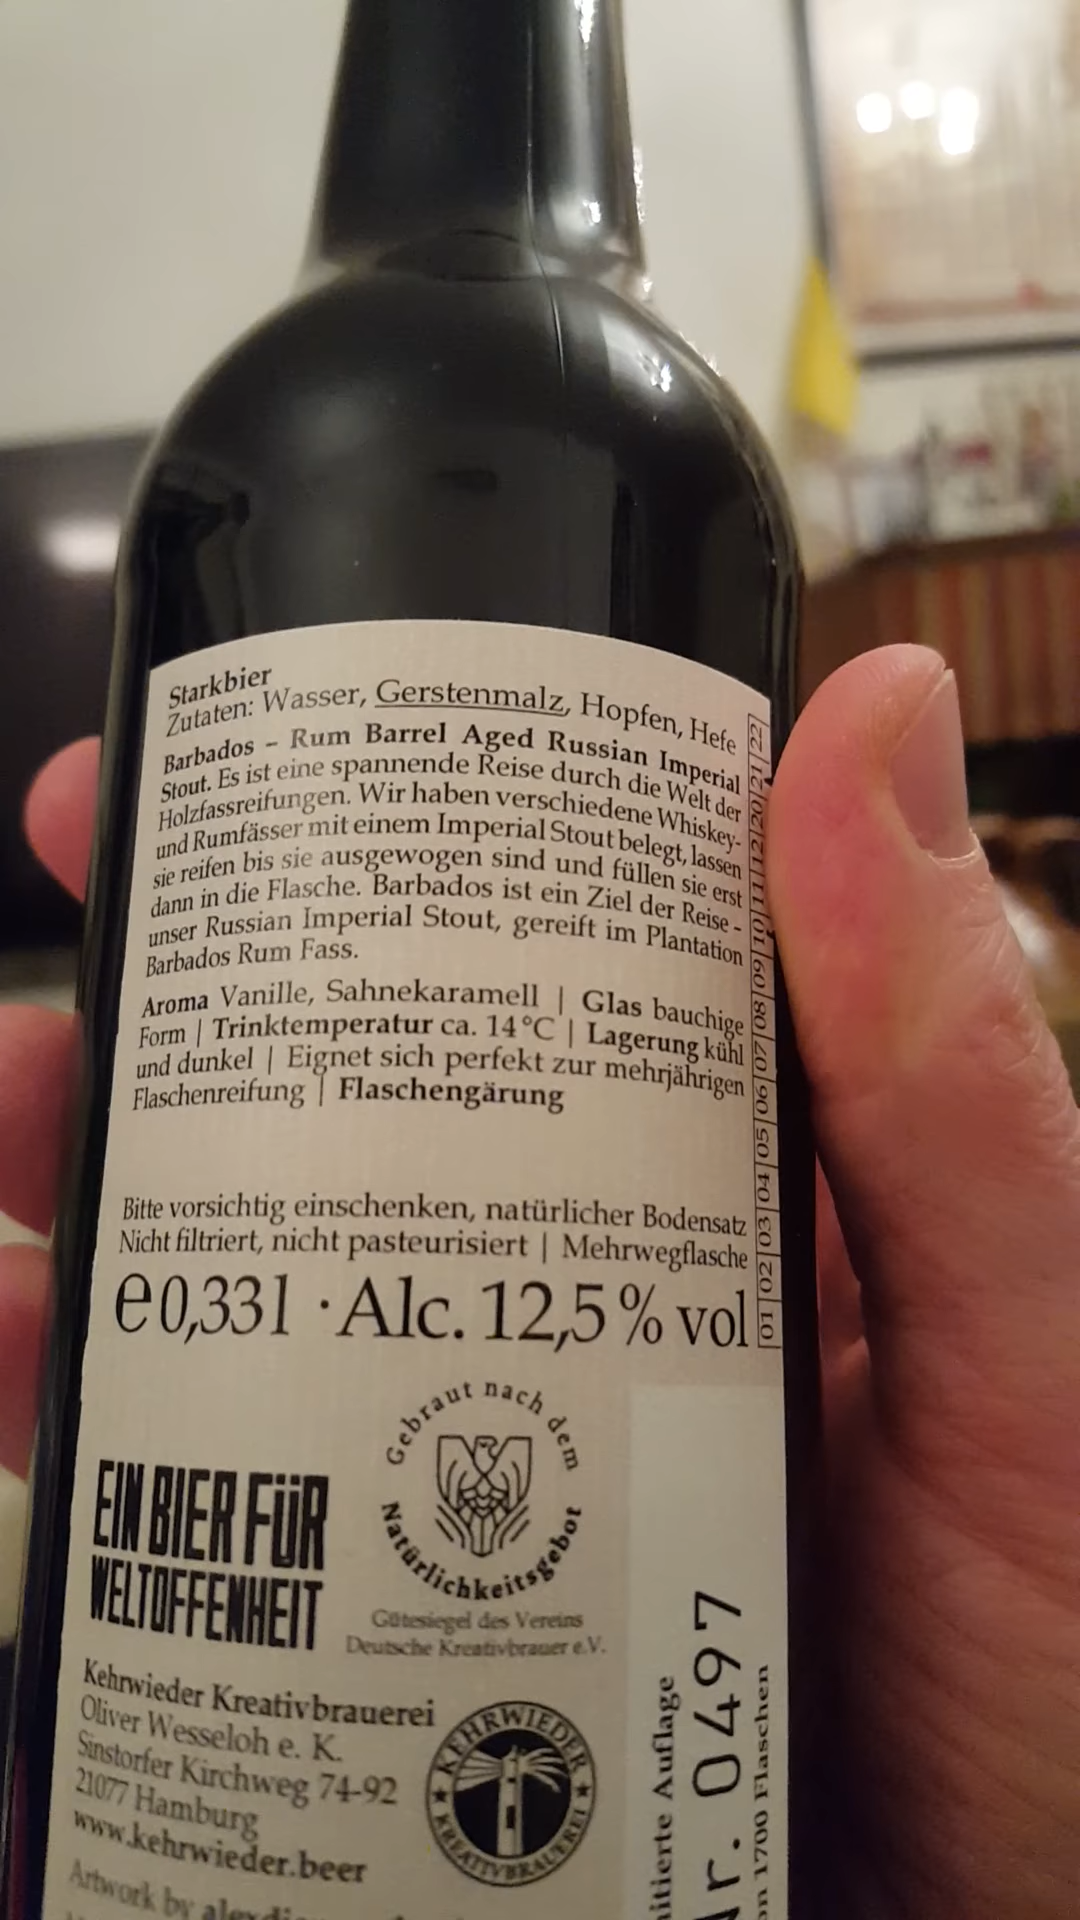 Starkbier
Zutaten: Wasser, Gerstenmalz, Hopfen, Hefe
Barbados – Rum Barrel Aged Russian Imperial
Stout. Es ist eine spannende Reise durch die Welt der
Holzfassreifungen. Wir haben verschiedene Whiskey-
und Rumfässer mit einem Imperial Stout belegt, lassen
sie reifen bis sie ausgewogen sind und füllen sie erst
dann in die Flasche. Barbados ist ein Ziel der Reise -
unser Russian Imperial Stout, gereift im Plantation
Barbados Rum Fass.
Aroma Vanille, Sahnekaramell | Glas bauchige
Form | Trinktemperatur ca. 14°C | Lagerung kühl
und dunkel | Eignet sich perfekt zur mehrjährigen
Flaschenreifung | Flaschengärung
Bitte vorsichtig einschenken, natürlicher Bodensatz
Nicht filtriert, nicht pasteurisiert | Mehrwegflasche
e 0,33l · Alc. 12,5 % vol
01|02|03|04|05|06|07|08|09|10|11|12|20|21|22
Gebraut nach dem
Natürlichkeitsgebot
Gütesiegel des Vereins
Deutsche Kreativbrauer e.V.
EIN BIER FÜR
WELTOFFENHEIT
Kehrwieder Kreativbrauerei
Oliver Wesseloh e. K.
Sinstorfer Kirchweg 74-92
21077 Hamburg
www.kehrwieder.beer
Artwork by
KEHRWIEDER
KREATIVBRAUEREI
Auflage
Nr. 0497
1700 Flaschen